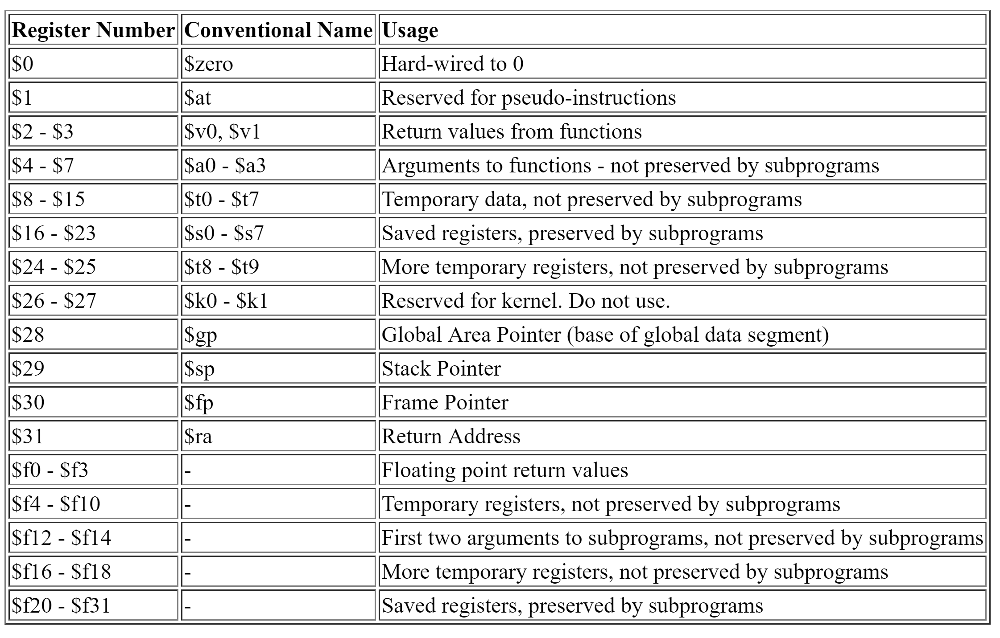 Register Number Conventional Name Usage
$0 $zero Hard-wired to 0
$1 $at Reserved for pseudo-instructions
$2 - $3 $v0, $v1 Return values from functions
$4 - $7 $a0 - $a3 Arguments to functions - not preserved by subprograms
$8 - $15 $t0 - $t7 Temporary data, not preserved by subprograms
$16 - $23 $s0 - $s7 Saved registers, preserved by subprograms
$24 - $25 $t8 - $t9 More temporary registers, not preserved by subprograms
$26 - $27 $k0 - $k1 Reserved for kernel. Do not use.
$28 $gp Global Area Pointer (base of global data segment)
$29 $sp Stack Pointer
$30 $fp Frame Pointer
$31 $ra Return Address
$f0 - $f3 - Floating point return values
$f4 - $f10 - Temporary registers, not preserved by subprograms
$f12 - $f14 - First two arguments to subprograms, not preserved by subprograms
$f16 - $f18 - More temporary registers, not preserved by subprograms
$f20 - $f31 - Saved registers, preserved by subprograms